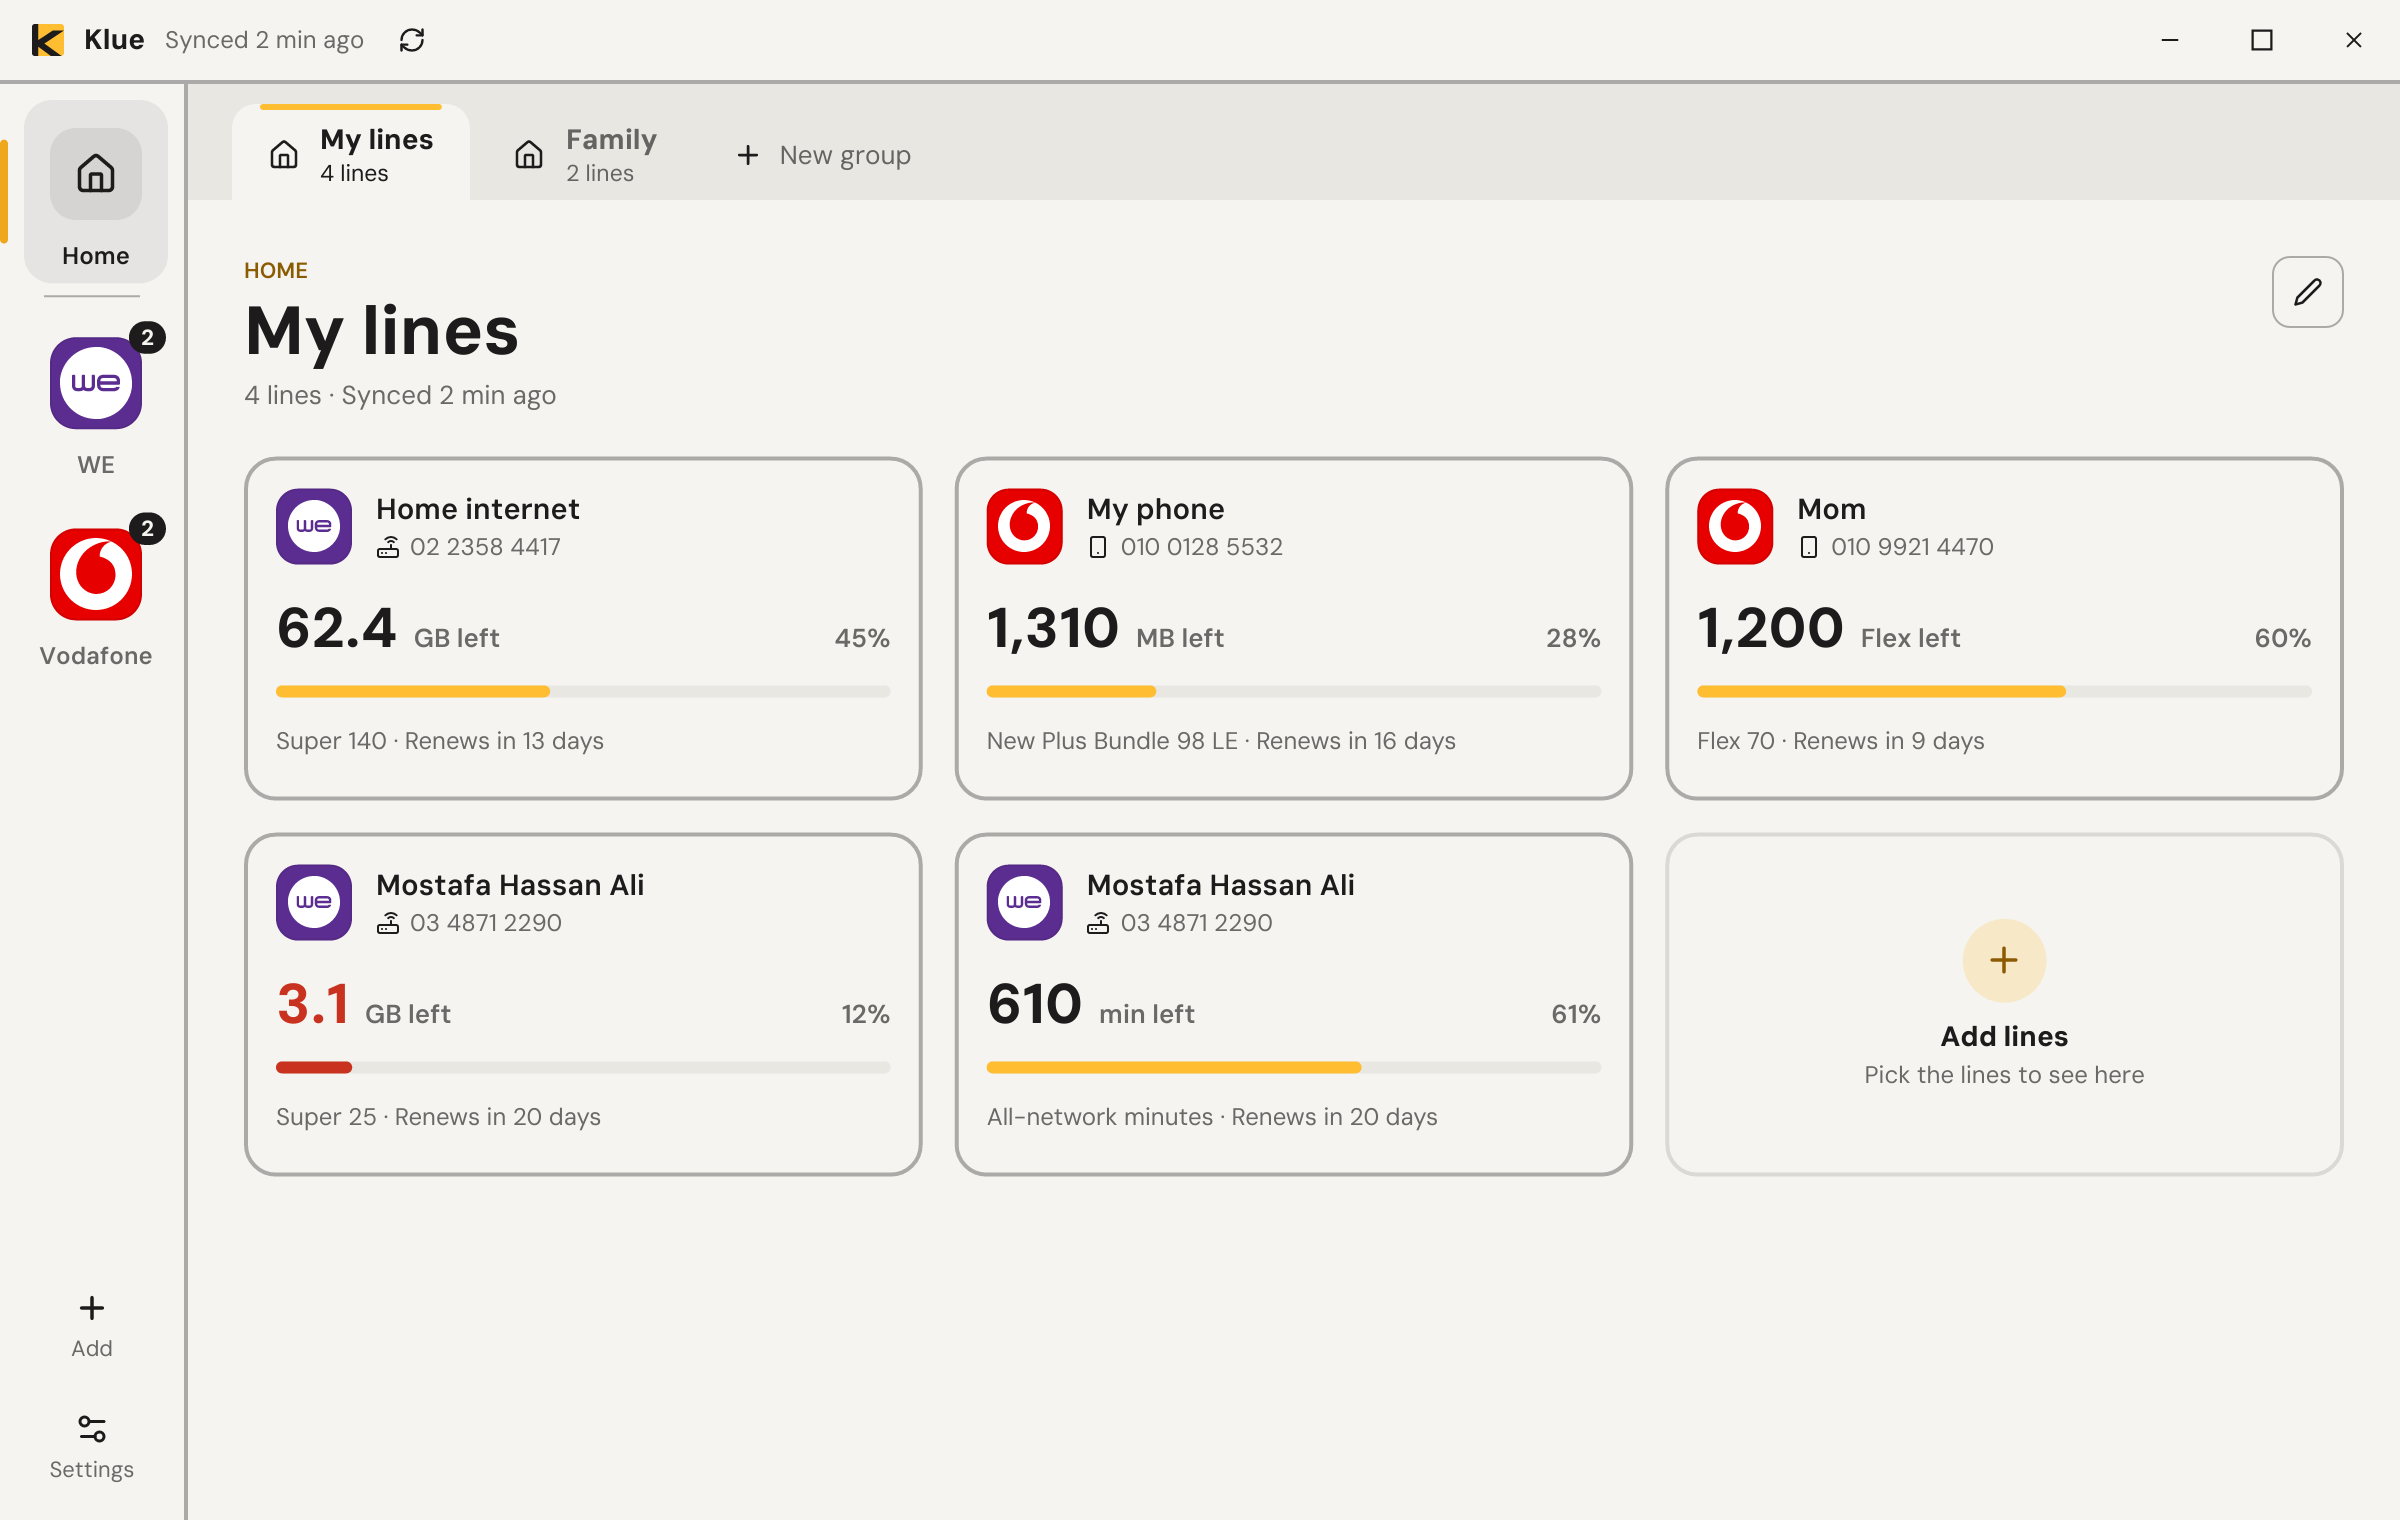 Klue Synced 2 min ago
My lines
4 lines
Family
2 lines
New group
Home
2
we
WE
2
Vodafone
Add
Settings
HOME
My lines
4 lines · Synced 2 min ago
we
Home internet
02 2358 4417
62.4 GB left 45%
Super 140 · Renews in 13 days
My phone
010 0128 5532
1,310 MB left 28%
New Plus Bundle 98 LE · Renews in 16 days
Mom
010 9921 4470
1,200 Flex left 60%
Flex 70 · Renews in 9 days
we
Mostafa Hassan Ali
03 4871 2290
3.1 GB left 12%
Super 25 · Renews in 20 days
we
Mostafa Hassan Ali
03 4871 2290
610 min left 61%
All-network minutes · Renews in 20 days
Add lines
Pick the lines to see here